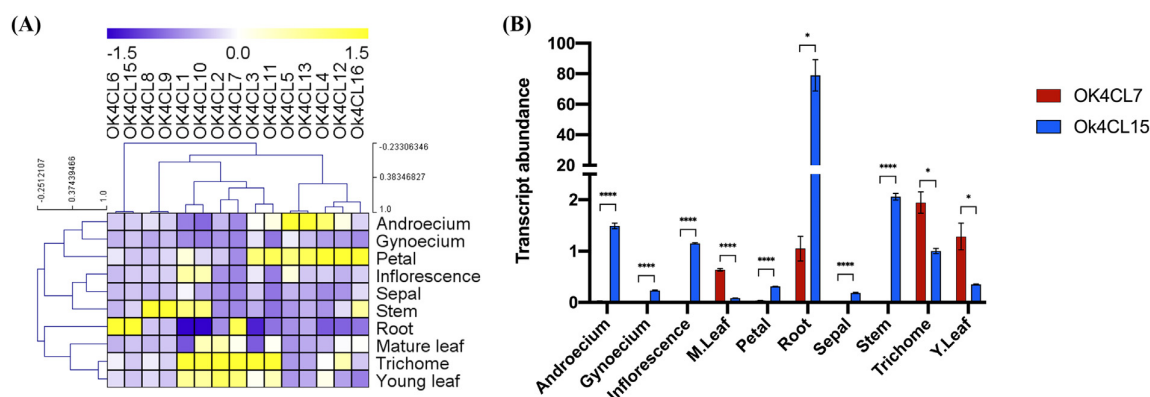 (A)
-1.5 0.0 1.5
OK4CL6
OK4CL15
OK4CL8
OK4CL9
OK4CL1
OK4CL10
OK4CL2
OK4CL7
OK4CL3
OK4CL11
OK4CL5
OK4CL13
OK4CL4
OK4CL12
Ok4CL16
-0.23306346
0.38346827
1.0
-0.2512107
0.37439466
1.0
Androecium
Gynoecium
Petal
Inflorescence
Sepal
Stem
Root
Mature leaf
Trichome
Young leaf
(B)
Transcript abundance
100
80
60
40
20
2
1
0
**** **** **** **** **** * **** **** * *
Androecium
Gynoecium
Inflorescence
M.Leaf
Petal
Root
Sepal
Stem
Trichome
Y.Leaf
OK4CL7
Ok4CL15